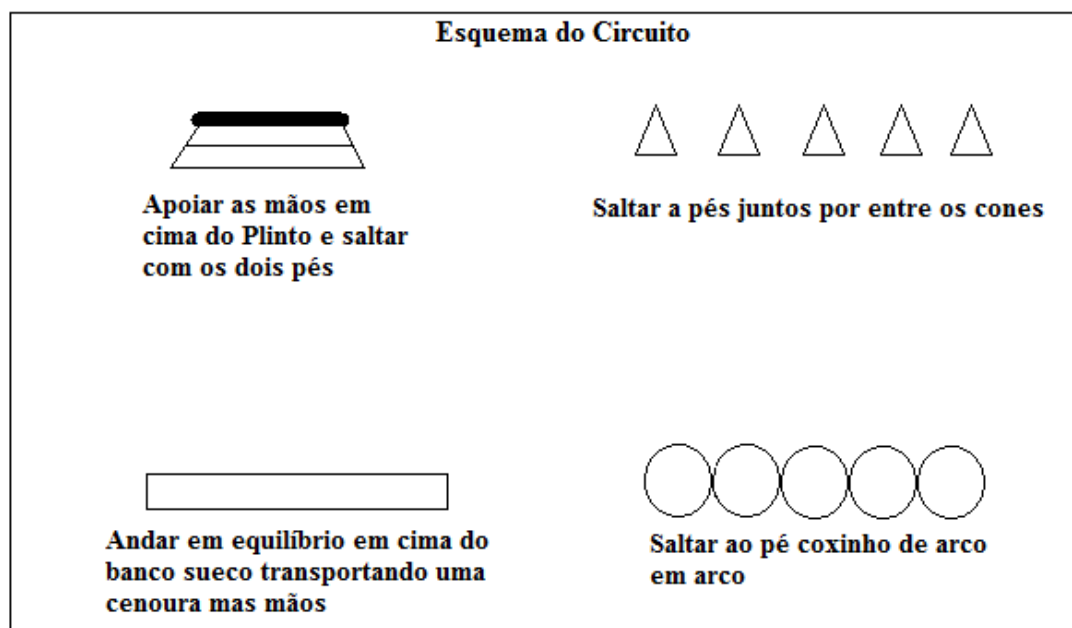 Esquema do Circuito
Apoiar as mãos em
cima do Plinto e saltar
com os dois pés
Saltar a pés juntos por entre os cones
Andar em equilíbrio em cima do
banco sueco transportando uma
cenoura mas mãos
Saltar ao pé coxinho de arco
em arco